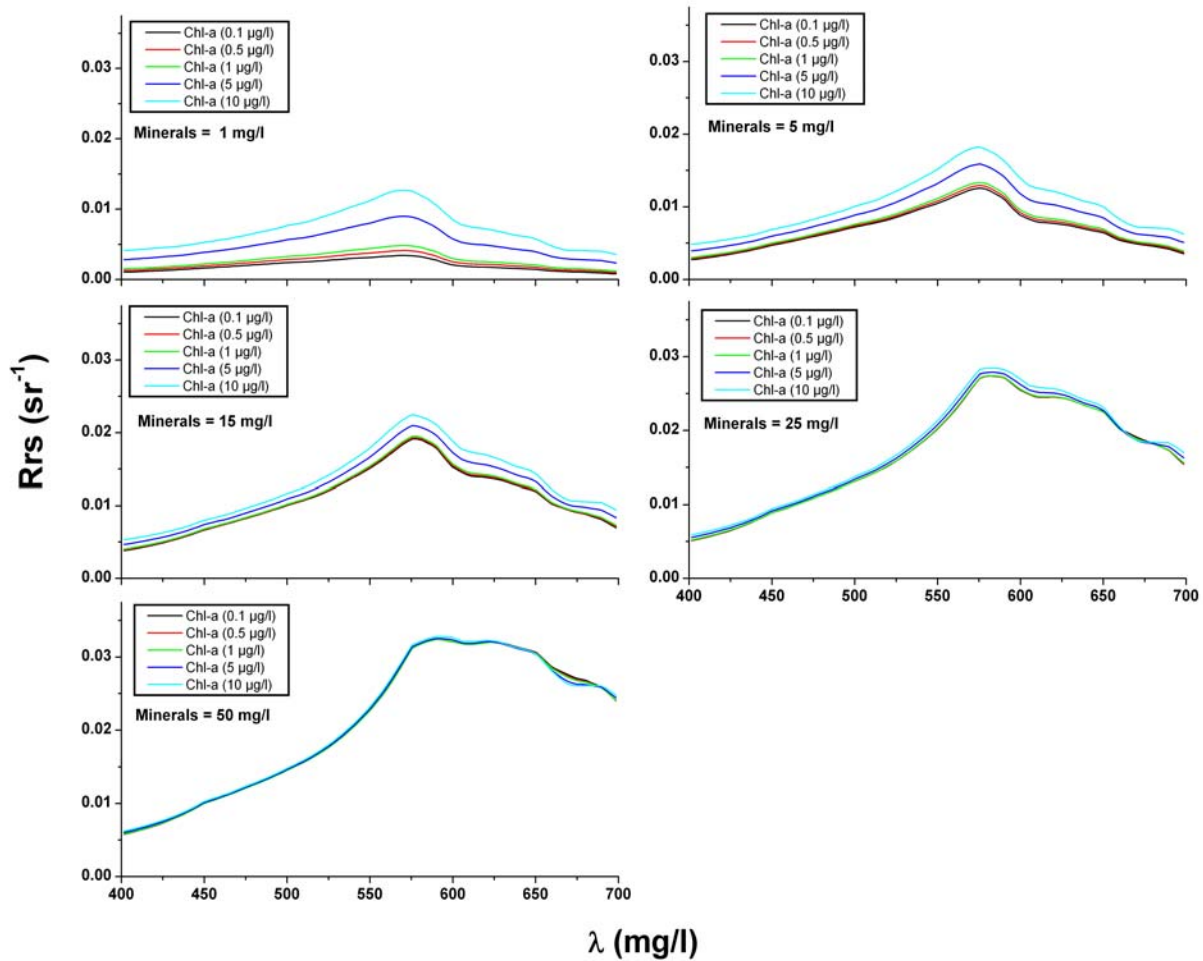 Chl-a (0.1 µg/l)
Chl-a (0.5 µg/l)
Chl-a (1 µg/l)
Chl-a (5 µg/l)
Chl-a (10 µg/l)
Minerals = 1 mg/l
0.03
0.02
0.01
0.00
Chl-a (0.1 µg/l)
Chl-a (0.5 µg/l)
Chl-a (1 µg/l)
Chl-a (5 µg/l)
Chl-a (10 µg/l)
Minerals = 5 mg/l
0.03
0.02
0.01
0.00
Chl-a (0.1 µg/l)
Chl-a (0.5 µg/l)
Chl-a (1 µg/l)
Chl-a (5 µg/l)
Chl-a (10 µg/l)
Minerals = 15 mg/l
0.03
0.02
0.01
0.00
Chl-a (0.1 µg/l)
Chl-a (0.5 µg/l)
Chl-a (1 µg/l)
Chl-a (5 µg/l)
Chl-a (10 µg/l)
Minerals = 25 mg/l
0.03
0.02
0.01
0.00
400 450 500 550 600 650 700
Chl-a (0.1 µg/l)
Chl-a (0.5 µg/l)
Chl-a (1 µg/l)
Chl-a (5 µg/l)
Chl-a (10 µg/l)
Minerals = 50 mg/l
0.03
0.02
0.01
0.00
400 450 500 550 600 650 700
Rrs (sr⁻¹)
λ (mg/l)